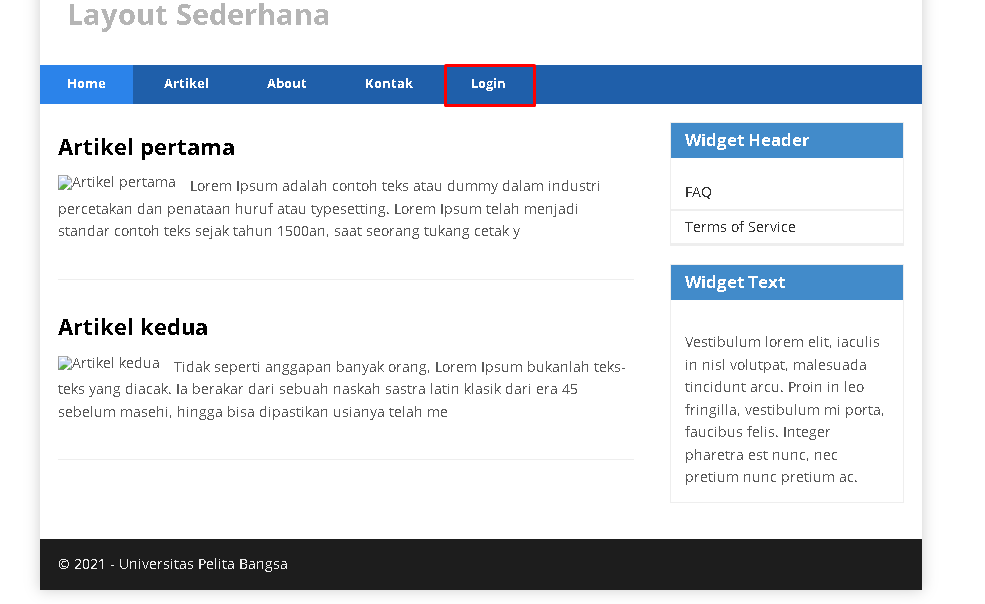 Layout Sederhana
Home Artikel About Kontak Login
Artikel pertama
Artikel pertama Lorem Ipsum adalah contoh teks atau dummy dalam industri
percetakan dan penataan huruf atau typesetting. Lorem Ipsum telah menjadi
standar contoh teks sejak tahun 1500an, saat seorang tukang cetak y
Artikel kedua
Artikel kedua Tidak seperti anggapan banyak orang, Lorem Ipsum bukanlah teks-
teks yang diacak. Ia berakar dari sebuah naskah sastra latin klasik dari era 45
sebelum masehi, hingga bisa dipastikan usianya telah me
Widget Header
FAQ
Terms of Service
Widget Text
Vestibulum lorem elit, iaculis
in nisl volutpat, malesuada
tincidunt arcu. Proin in leo
fringilla, vestibulum mi porta,
faucibus felis. Integer
pharetra est nunc, nec
pretium nunc pretium ac.
© 2021 - Universitas Pelita Bangsa